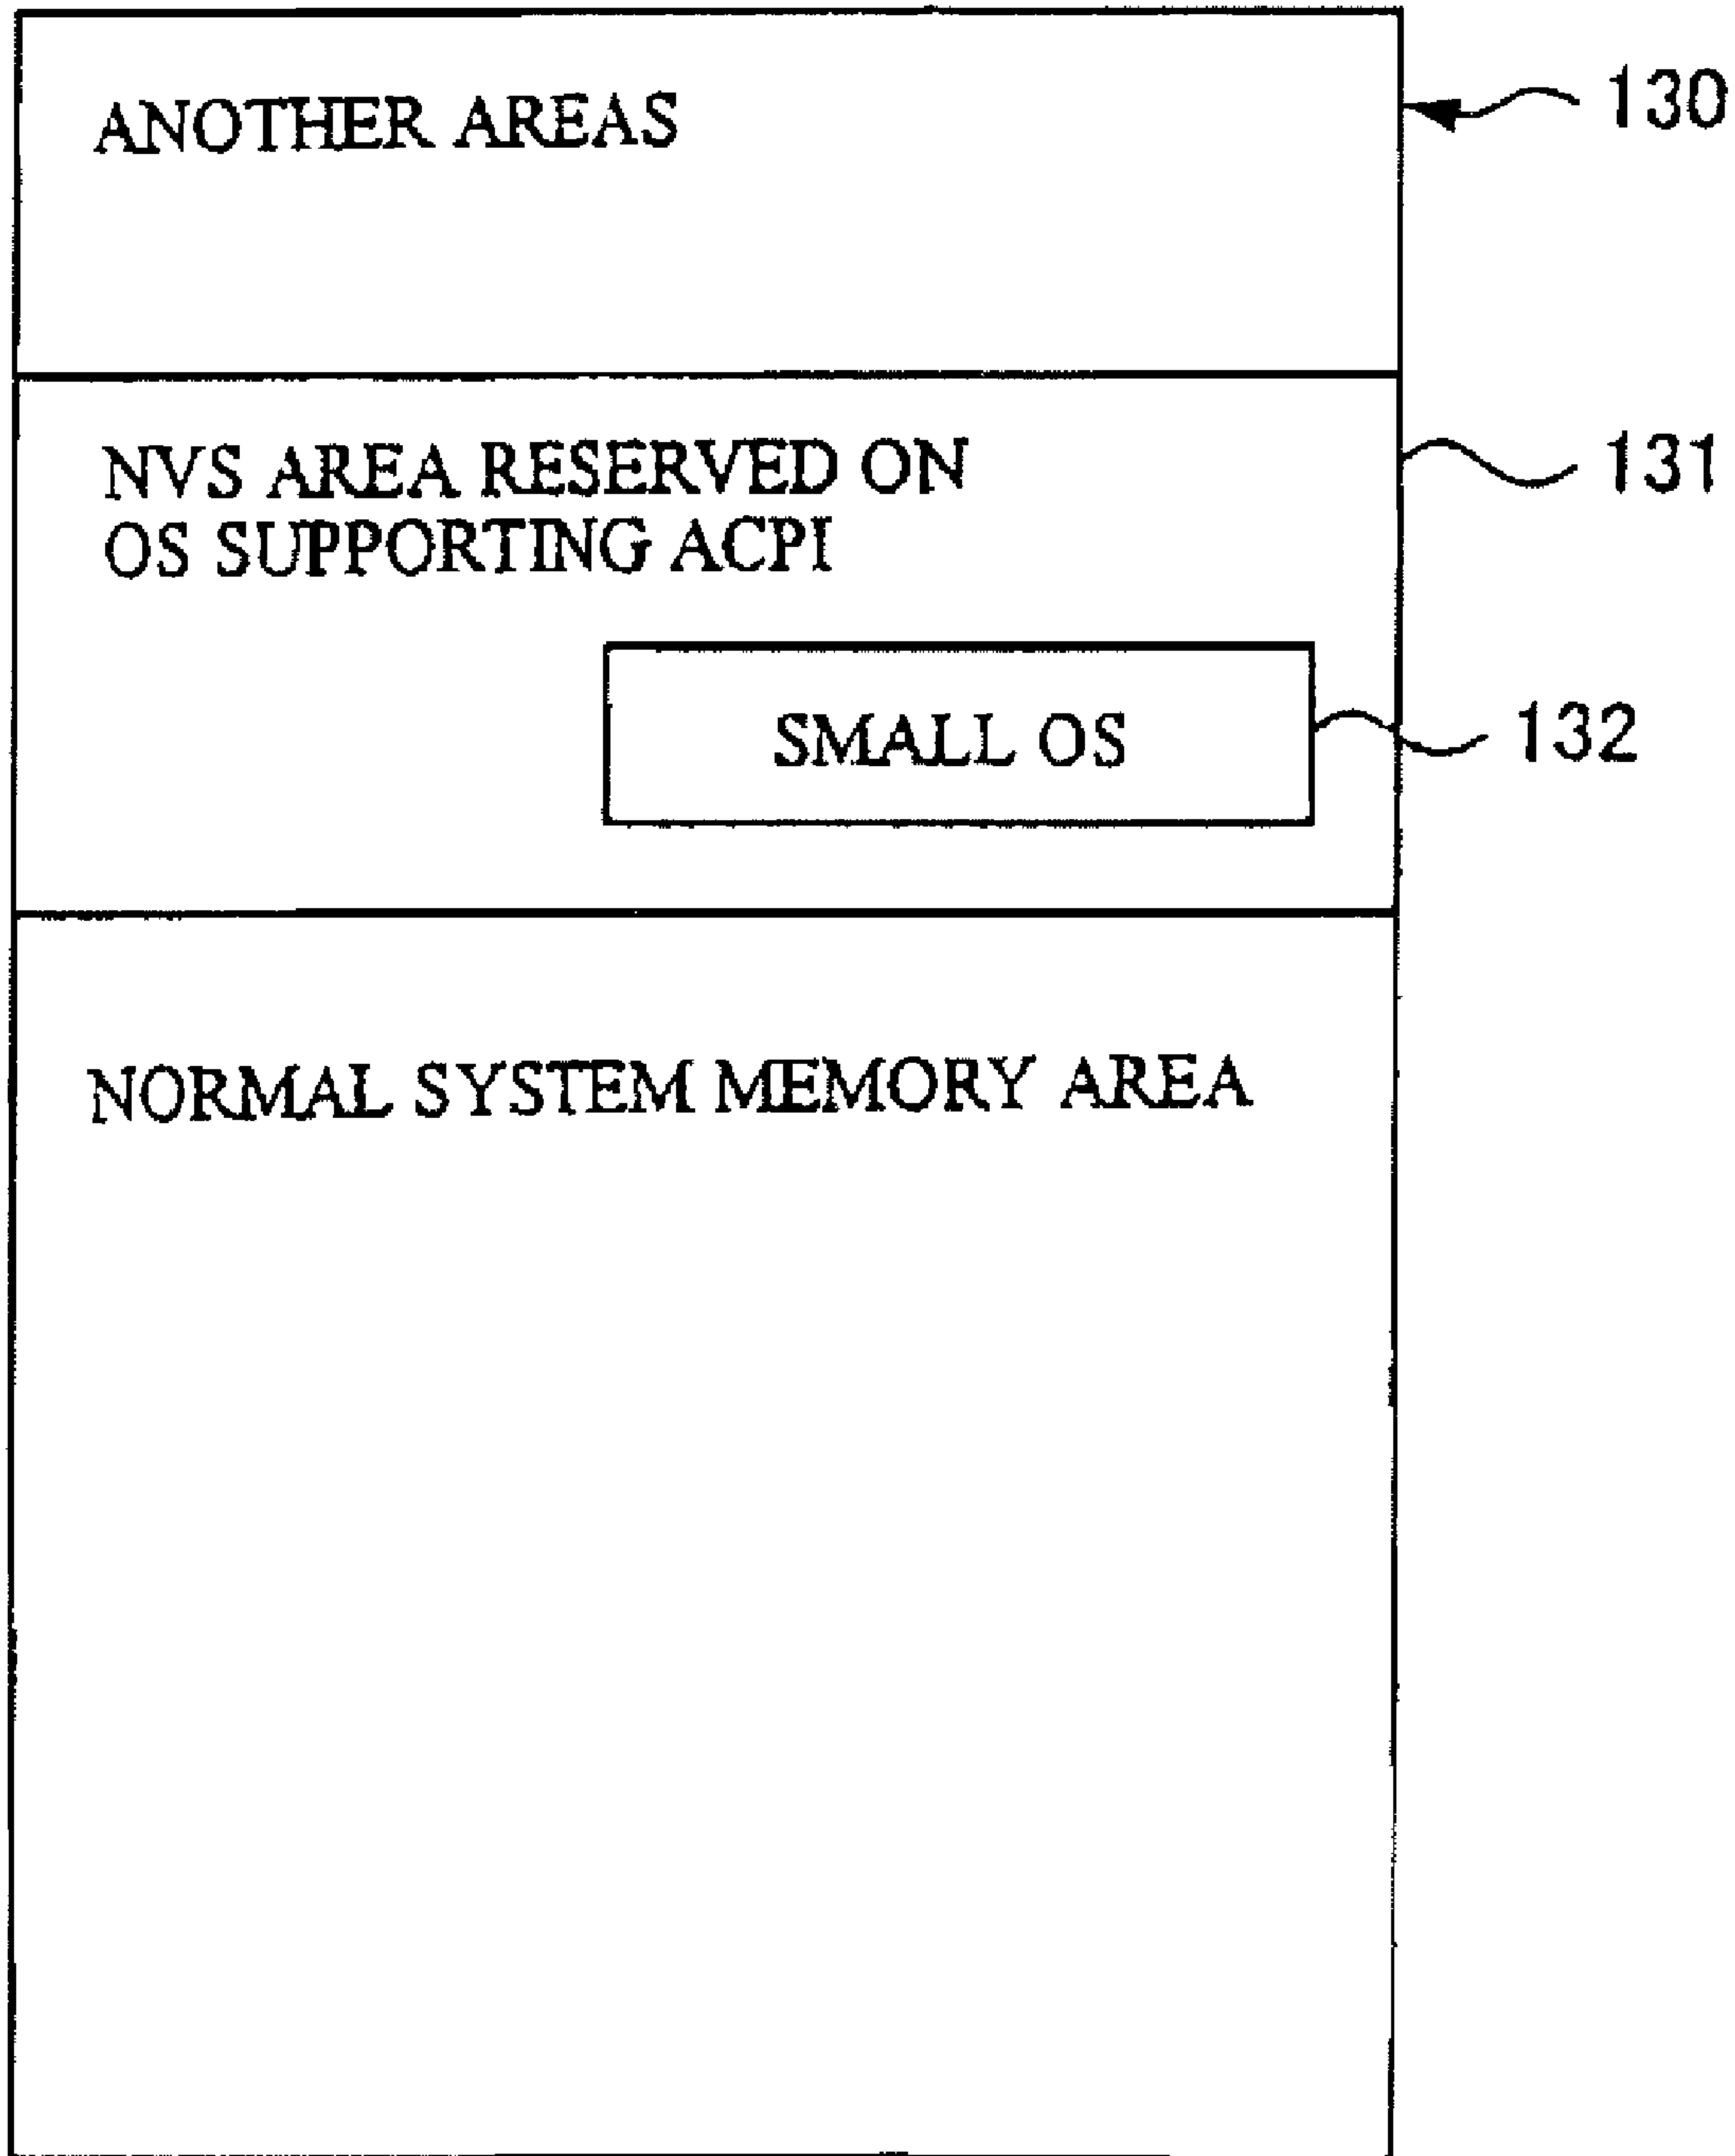 ANOTHER AREAS
130
NVS AREA RESERVED ON
OS SUPPORTING ACPI
131
SMALL OS
132
NORMAL SYSTEM MEMORY AREA